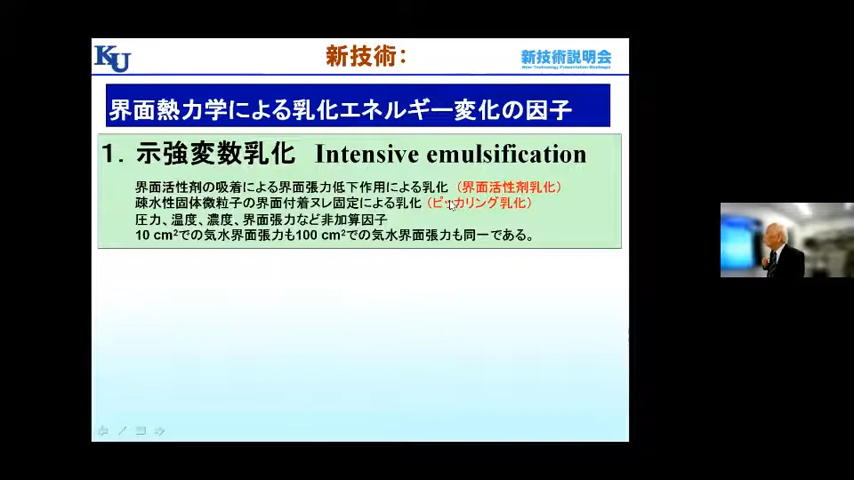 KU
新技術：
新技術説明会
界面熱力学による乳化エネルギー変化の因子
１．示強変数乳化 Intensive emulsification
界面活性剤の吸着による界面張力低下作用による乳化（界面活性剤乳化）
疎水性固体微粒子の界面付着ヌレ固定による乳化（ピッカリング乳化）
圧力、温度、濃度、界面張力など非加算因子
10 cm²での気水界面張力も100 cm²での気水界面張力も同一である。